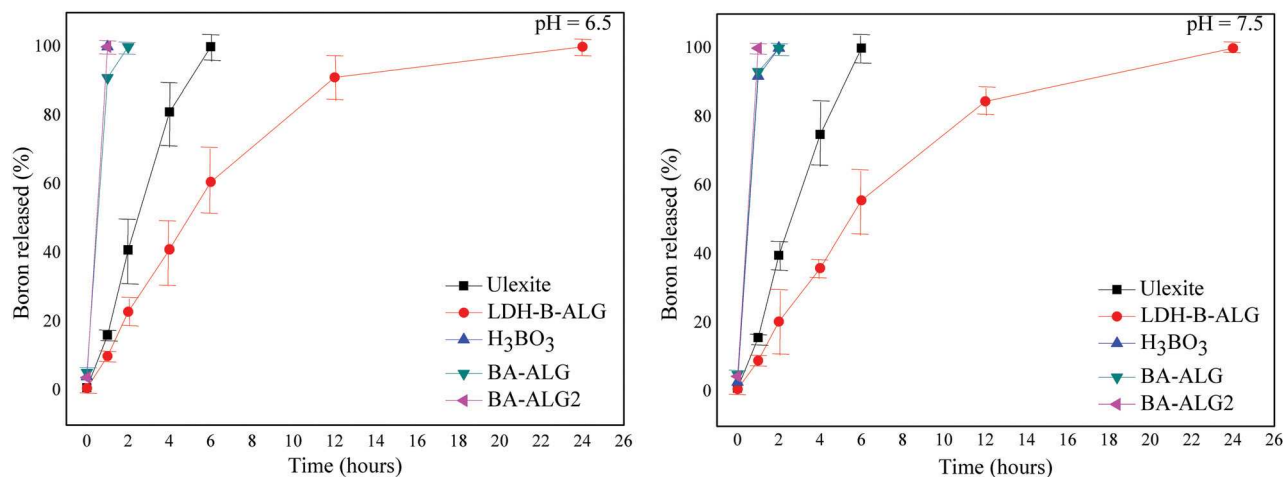 pH = 6.5
Boron released (%)
100
80
60
40
20
0
Ulexite
LDH-B-ALG
H₃BO₃
BA-ALG
BA-ALG2
0 2 4 6 8 10 12 14 16 18 20 22 24 26
Time (hours)
pH = 7.5
Boron released (%)
100
80
60
40
20
0
Ulexite
LDH-B-ALG
H₃BO₃
BA-ALG
BA-ALG2
0 2 4 6 8 10 12 14 16 18 20 22 24 26
Time (hours)